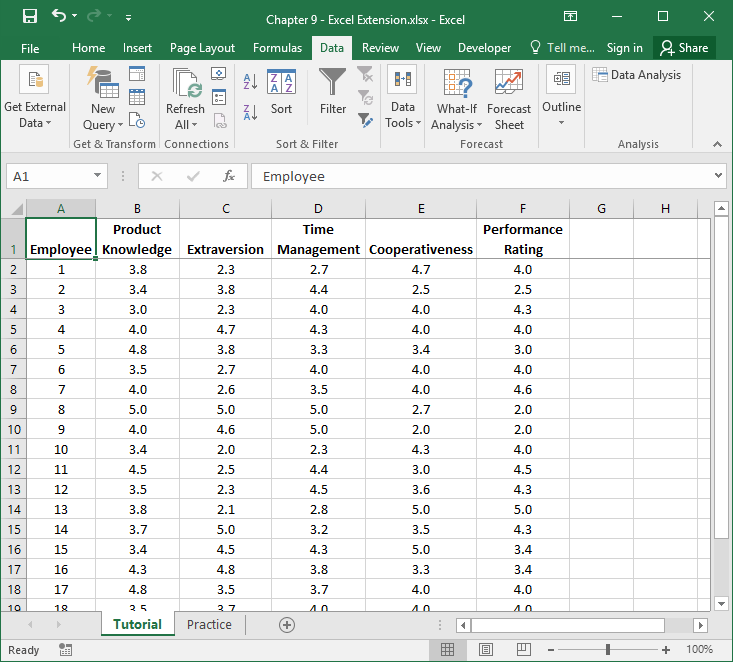 Chapter 9 - Excel Extension.xlsx - Excel
File Home Insert Page Layout Formulas Data Review View Developer Tell me... Sign in Share
Get External Data
New Query
Refresh All
Sort
Filter
Data Tools
What-If Analysis
Forecast Sheet
Outline
Data Analysis
Get & Transform Connections Sort & Filter Forecast Analysis
A1 fx Employee
A B C D E F G H
1 Employee Product Knowledge Extraversion Time Management Cooperativeness Performance Rating
2 1 3.8 2.3 2.7 4.7 4.0
3 2 3.4 3.8 4.4 2.5 2.5
4 3 3.0 2.3 4.0 4.0 4.3
5 4 4.0 4.7 4.3 4.0 4.0
6 5 4.8 3.8 3.3 3.4 3.0
7 6 3.5 2.7 4.0 4.0 4.0
8 7 4.0 2.6 3.5 4.0 4.6
9 8 5.0 5.0 5.0 2.7 2.0
10 9 4.0 4.6 5.0 2.0 2.0
11 10 3.4 2.0 2.3 4.3 4.0
12 11 4.5 2.5 4.4 3.0 4.5
13 12 3.5 2.3 4.5 3.6 4.3
14 13 3.8 2.1 2.8 5.0 5.0
15 14 3.7 5.0 3.2 3.5 4.3
16 15 3.4 4.5 4.3 5.0 3.4
17 16 4.3 4.8 3.8 3.3 3.4
18 17 4.8 3.5 3.7 4.0 4.0
19 18 3.5 3.7 4.0 4.0 4.0
Tutorial Practice
Ready 100%